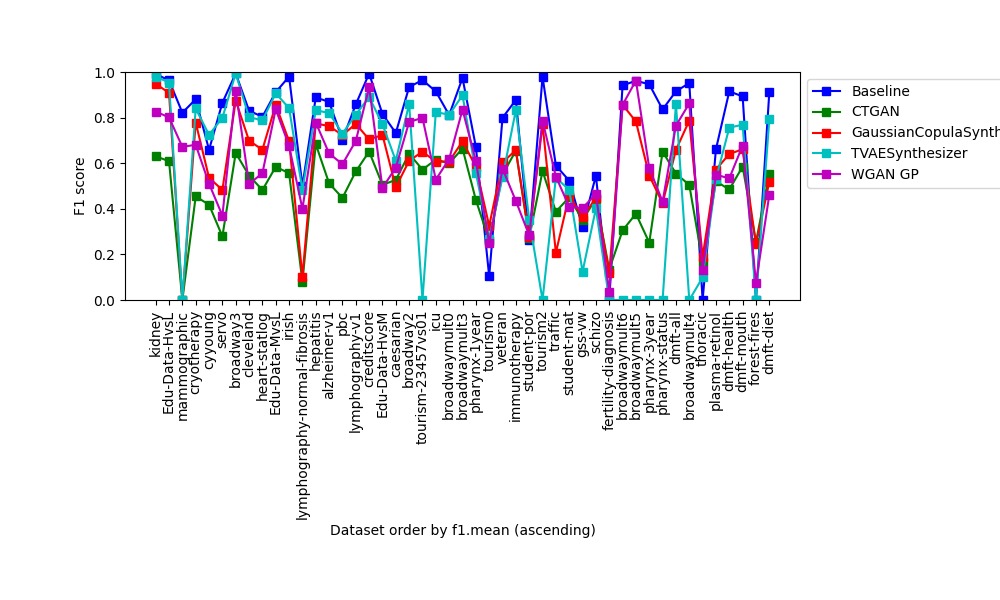 1.0
0.8
0.6
0.4
0.2
0.0
F1 score
kidney
Edu-Data-HvsL
mammographic
cryotherapy
cyyoung
servo
broadway3
cleveland
heart-statlog
Edu-Data-MvsL
irish
lymphography-normal-fibrosis
hepatitis
alzheimer-v1
pbc
lymphography-v1
creditscore
Edu-Data-HvsM
caesarian
broadway2
tourism-23457vs01
icu
broadwaymult0
broadwaymult3
pharynx-1year
tourism0
veteran
immunotherapy
student-por
tourism2
traffic
student-mat
gss-vw
schizo
fertility-diagnosis
broadwaymult6
broadwaymult5
pharynx-3year
pharynx-status
dmft-all
broadwaymult4
thoracic
plasma-retinol
dmft-health
dmft-mouth
forest-fires
dmft-diet
Dataset order by f1.mean (ascending)
Baseline
CTGAN
GaussianCopulaSynth
TVAESynthesizer
WGAN GP